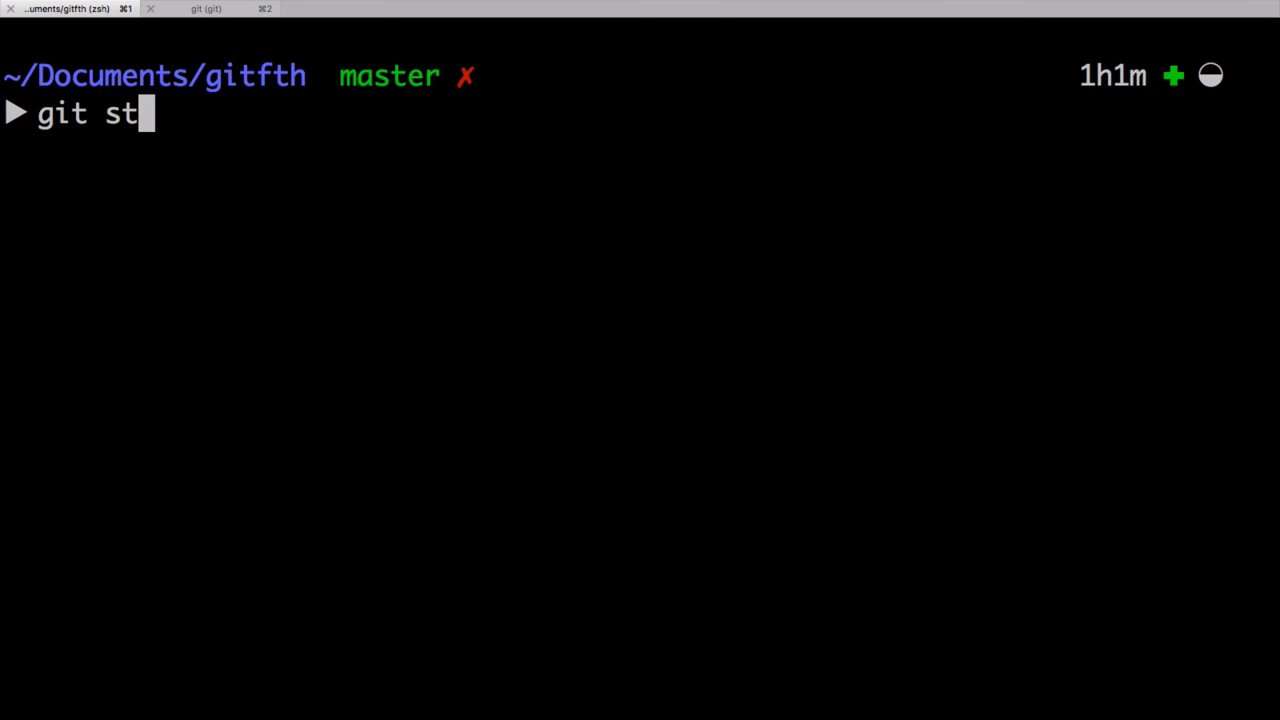 ..uments/gitfth (zsh) ⌘1 git (git) ⌘2
~/Documents/gitfth master ✗ 1h1m ✚ ◒
▶ git st